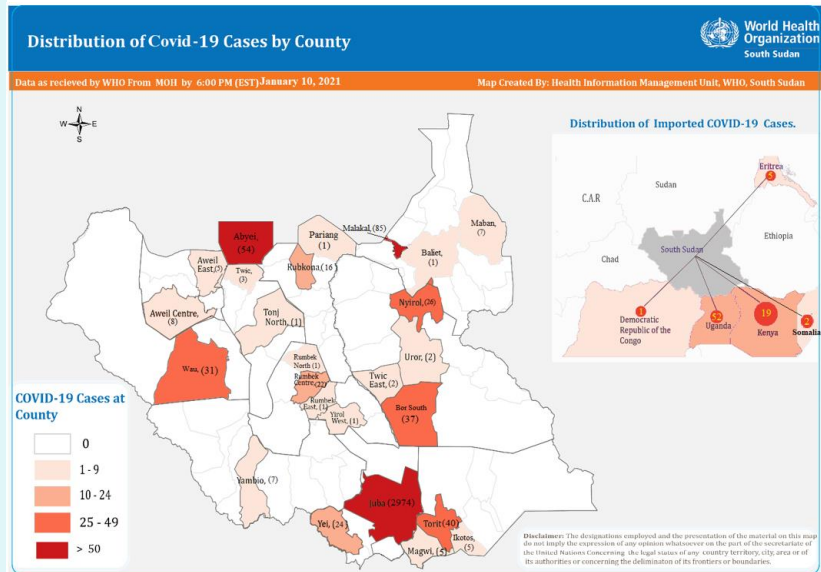 Distribution of Covid-19 Cases by County
World Health
Organization
South Sudan
Data as recieved by WHO From MOH by 6:00 PM (EST) January 10, 2021
Map Created By: Health Information Management Unit, WHO, South Sudan
N
W E
S
Distribution of Imported COVID-19 Cases.
Eritrea
5
Sudan
C.A.R
Ethiopia
Chad
South Sudan
1
52
19
2
Democratic
Republic of the
Congo
Uganda
Kenya
Somalia
Maban,
(7)
Malakal, (85)
Pariang
(1)
Abyei,
(54)
Baliet,
(1)
Aweil
East,(5)
Twic,
(3)
Rubkona,(16)
Nyirol,(26)
Aweil Centre,
(8)
Tonj
North, (1)
Uror, (2)
Wau, (31)
Rumbek
North (1)
Rumbek
Centre,(22)
Twic
East, (2)
Rumbek
East, (1)
Yirol
West, (1)
Bor South
(37)
Yambio, (7)
Juba (2974)
Yei, (24)
Torit(40)
Ikotos,
(5)
Magwi, (5)
COVID-19 Cases at
County
0
1 - 9
10 - 24
25 - 49
> 50
Disclaimer: The designations employed and the presentation of the material on this map
do not imply the expression of any opinion whatsoever on the part of the secretariate of
the United Nations Concerning the legal status of any country territory, city, area or of
its authorities or concerning the delimination of its frontiers or boundaries.